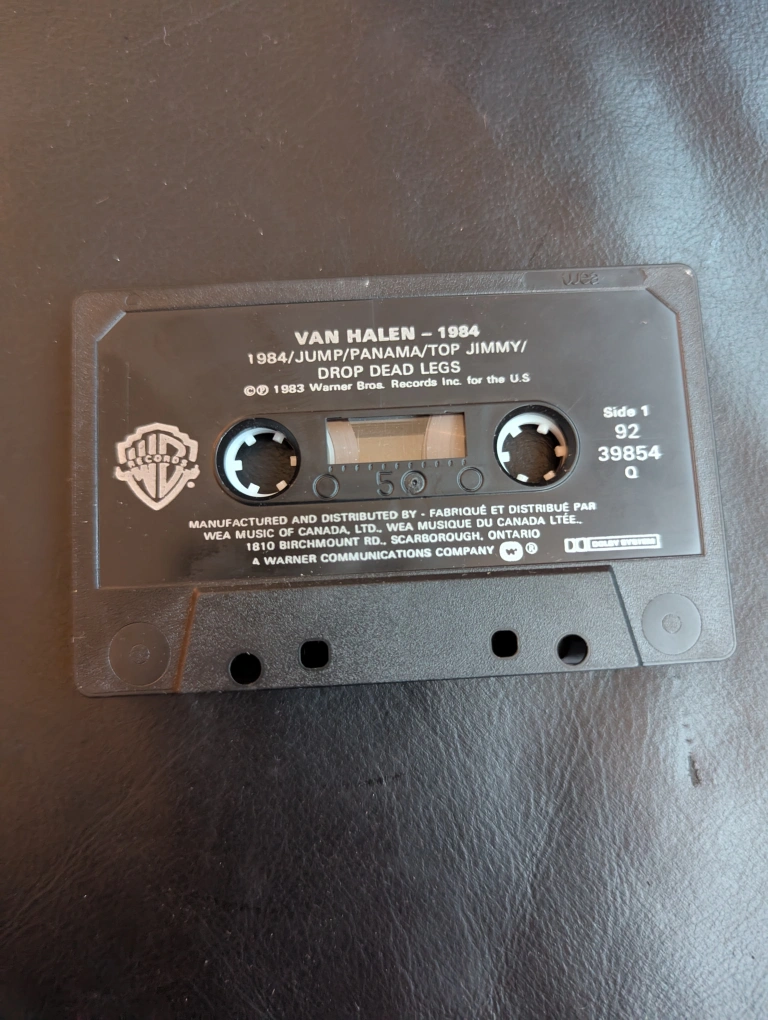 VAN HALEN – 1984
1984/JUMP/PANAMA/TOP JIMMY/
DROP DEAD LEGS
©℗ 1983 Warner Bros. Records Inc. for the U.S
Side 1
92
39854
Q
RECORDS
®
50
MANUFACTURED AND DISTRIBUTED BY - FABRIQUÉ ET DISTRIBUÉ PAR
WEA MUSIC OF CANADA, LTD., WEA MUSIQUE DU CANADA LTÉE.,
1810 BIRCHMOUNT RD., SCARBOROUGH, ONTARIO
A WARNER COMMUNICATIONS COMPANY ®
DOLBY SYSTEM